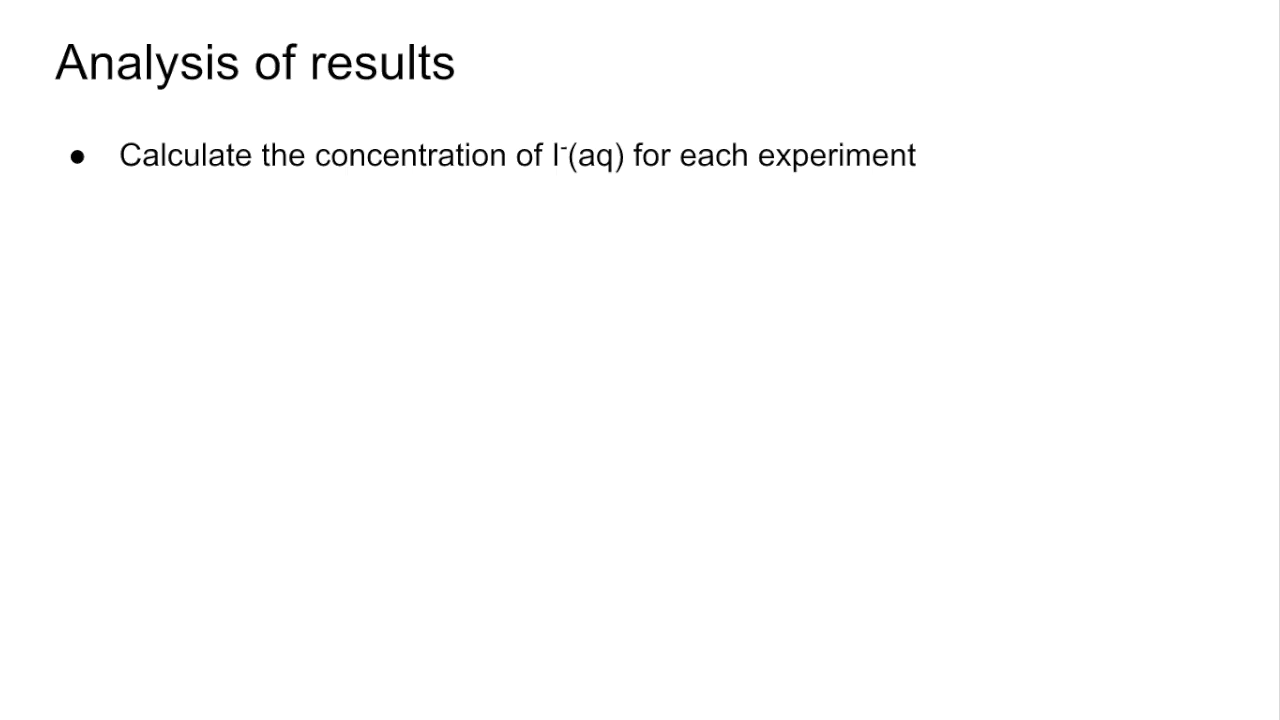 Analysis of results
● Calculate the concentration of I⁻(aq) for each experiment